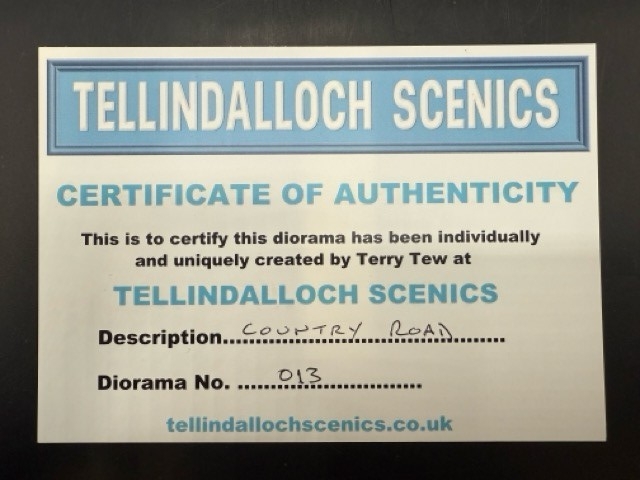 TELLINDALLOCH SCENICS
CERTIFICATE OF AUTHENTICITY
This is to certify this diorama has been individually
and uniquely created by Terry Tew at
TELLINDALLOCH SCENICS
Description....COUNTRY ROAD....
Diorama No. ....013....
tellindallochscenics.co.uk